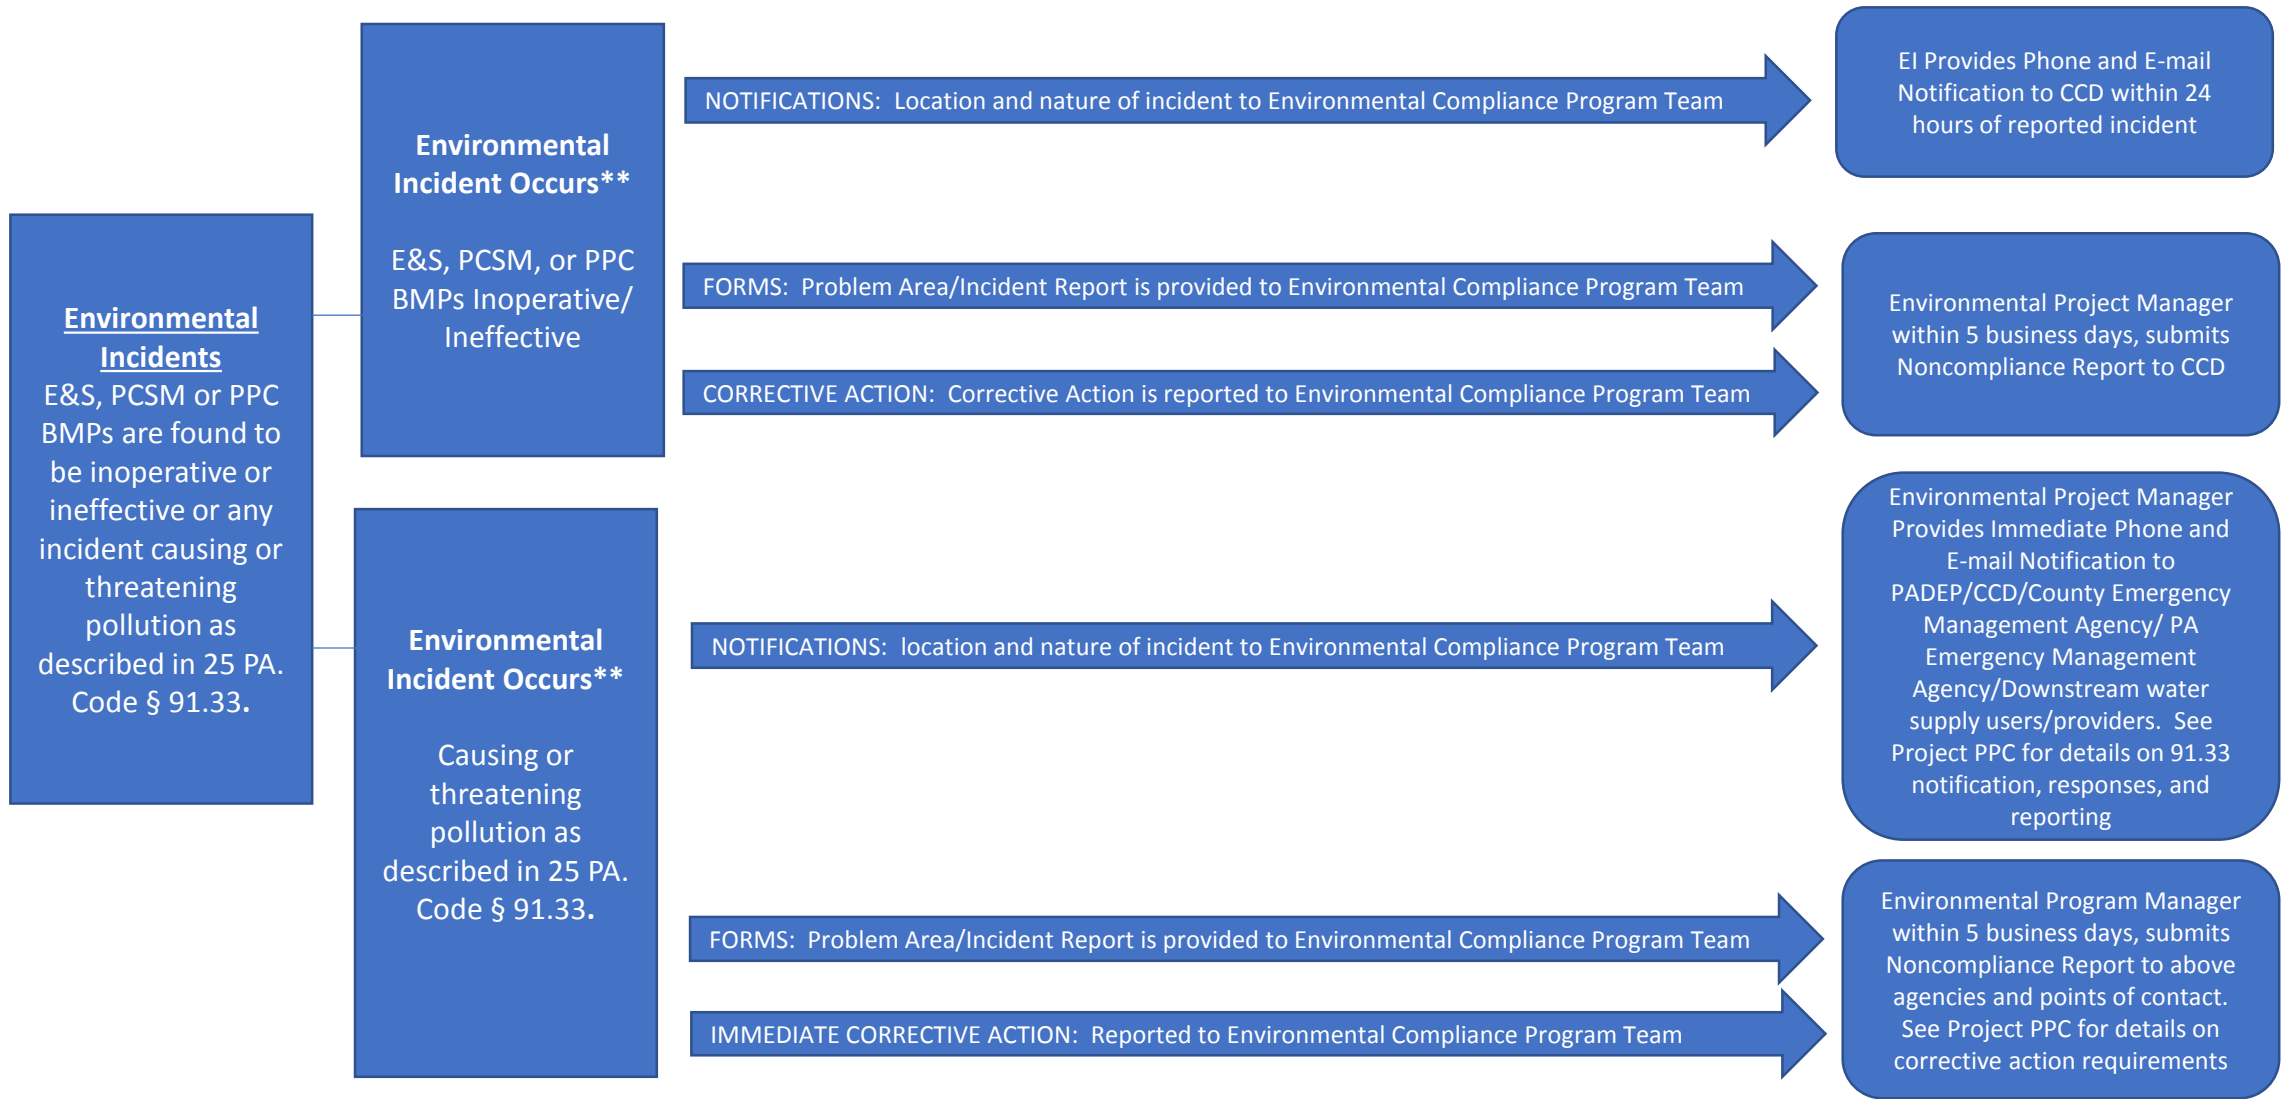 Environmental
Incidents
E&S, PCSM or PPC
BMPs are found to
be inoperative or
ineffective or any
incident causing or
threatening
pollution as
described in 25 PA.
Code § 91.33.
Environmental
Incident Occurs**
E&S, PCSM, or PPC
BMPs Inoperative/
Ineffective
NOTIFICATIONS: Location and nature of incident to Environmental Compliance Program Team
EI Provides Phone and E-mail
Notification to CCD within 24
hours of reported incident
FORMS: Problem Area/Incident Report is provided to Environmental Compliance Program Team
CORRECTIVE ACTION: Corrective Action is reported to Environmental Compliance Program Team
Environmental Project Manager
within 5 business days, submits
Noncompliance Report to CCD
Environmental
Incident Occurs**
Causing or
threatening
pollution as
described in 25 PA.
Code § 91.33.
NOTIFICATIONS: location and nature of incident to Environmental Compliance Program Team
Environmental Project Manager
Provides Immediate Phone and
E-mail Notification to
PADEP/CCD/County Emergency
Management Agency/ PA
Emergency Management
Agency/Downstream water
supply users/providers. See
Project PPC for details on 91.33
notification, responses, and
reporting
FORMS: Problem Area/Incident Report is provided to Environmental Compliance Program Team
IMMEDIATE CORRECTIVE ACTION: Reported to Environmental Compliance Program Team
Environmental Program Manager
within 5 business days, submits
Noncompliance Report to above
agencies and points of contact.
See Project PPC for details on
corrective action requirements